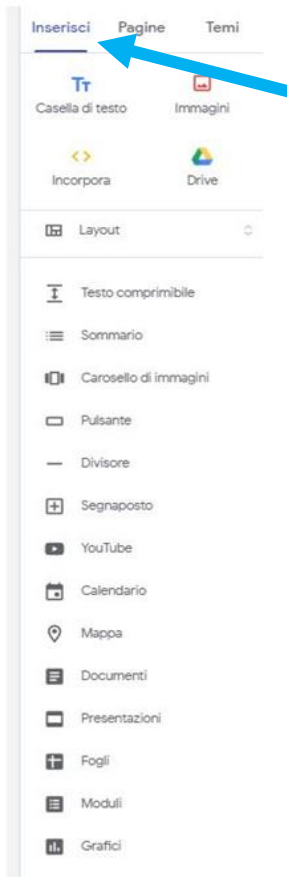 Inserisci Pagine Temi
Casella di testo Immagini
Incorpora Drive
Layout
Testo comprimibile
Sommario
Carosello di immagini
Pulsante
Divisore
Segnaposto
YouTube
Calendario
Mappa
Documenti
Presentazioni
Fogli
Moduli
Grafici